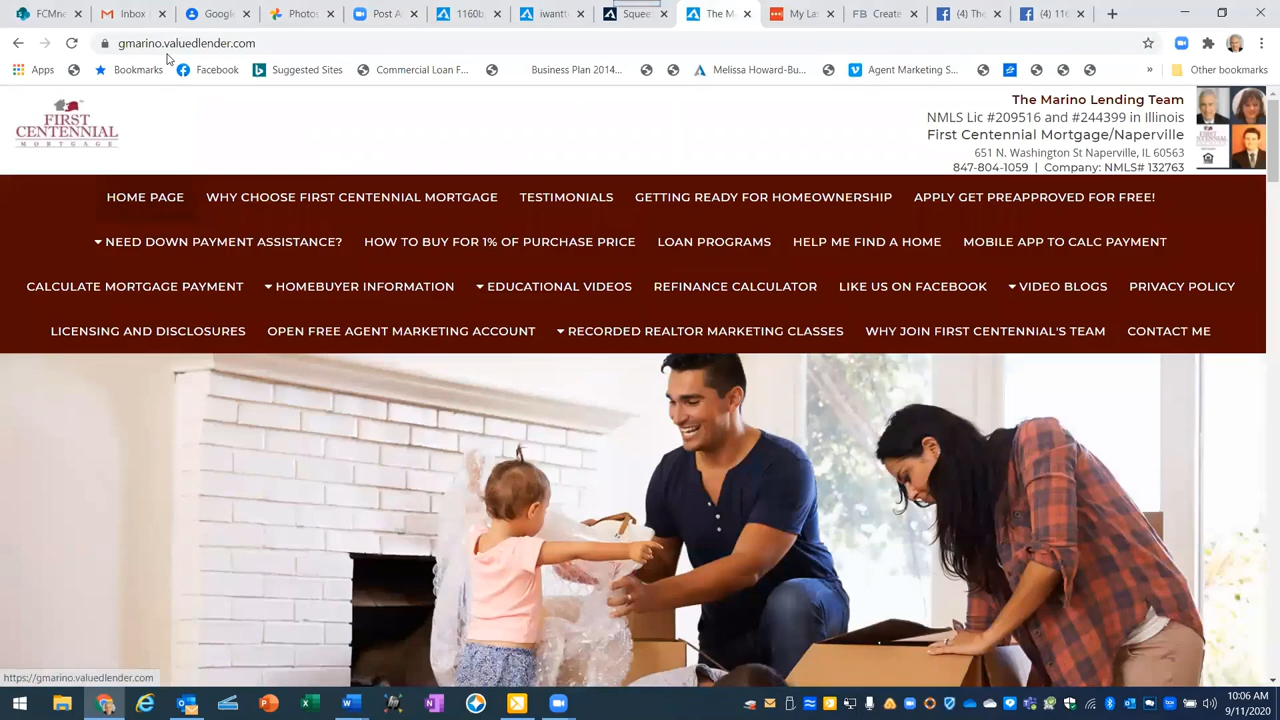 FCMne
Inbox
Google
Photos
Post A
1160b
iwantt
Squee
The M
My La
Create
(4) The
(4) 116
gmarino.valuedlender.com
Apps
Bookmarks
Facebook
Suggested Sites
Commercial Loan F...
Business Plan 2014...
Melissa Howard-Bu...
Agent Marketing S...
Other bookmarks
FIRST
CENTENNIAL
MORTGAGE
The Marino Lending Team
NMLS Lic #209516 and #244399 in Illinois
First Centennial Mortgage/Naperville
651 N. Washington St Naperville, IL 60563
847-804-1059 | Company: NMLS# 132763
HOME PAGE WHY CHOOSE FIRST CENTENNIAL MORTGAGE TESTIMONIALS GETTING READY FOR HOMEOWNERSHIP APPLY GET PREAPPROVED FOR FREE!
NEED DOWN PAYMENT ASSISTANCE? HOW TO BUY FOR 1% OF PURCHASE PRICE LOAN PROGRAMS HELP ME FIND A HOME MOBILE APP TO CALC PAYMENT
CALCULATE MORTGAGE PAYMENT HOMEBUYER INFORMATION EDUCATIONAL VIDEOS REFINANCE CALCULATOR LIKE US ON FACEBOOK VIDEO BLOGS PRIVACY POLICY
LICENSING AND DISCLOSURES OPEN FREE AGENT MARKETING ACCOUNT RECORDED REALTOR MARKETING CLASSES WHY JOIN FIRST CENTENNIAL'S TEAM CONTACT ME
https://gmarino.valuedlender.com
10:06 AM
9/11/2020